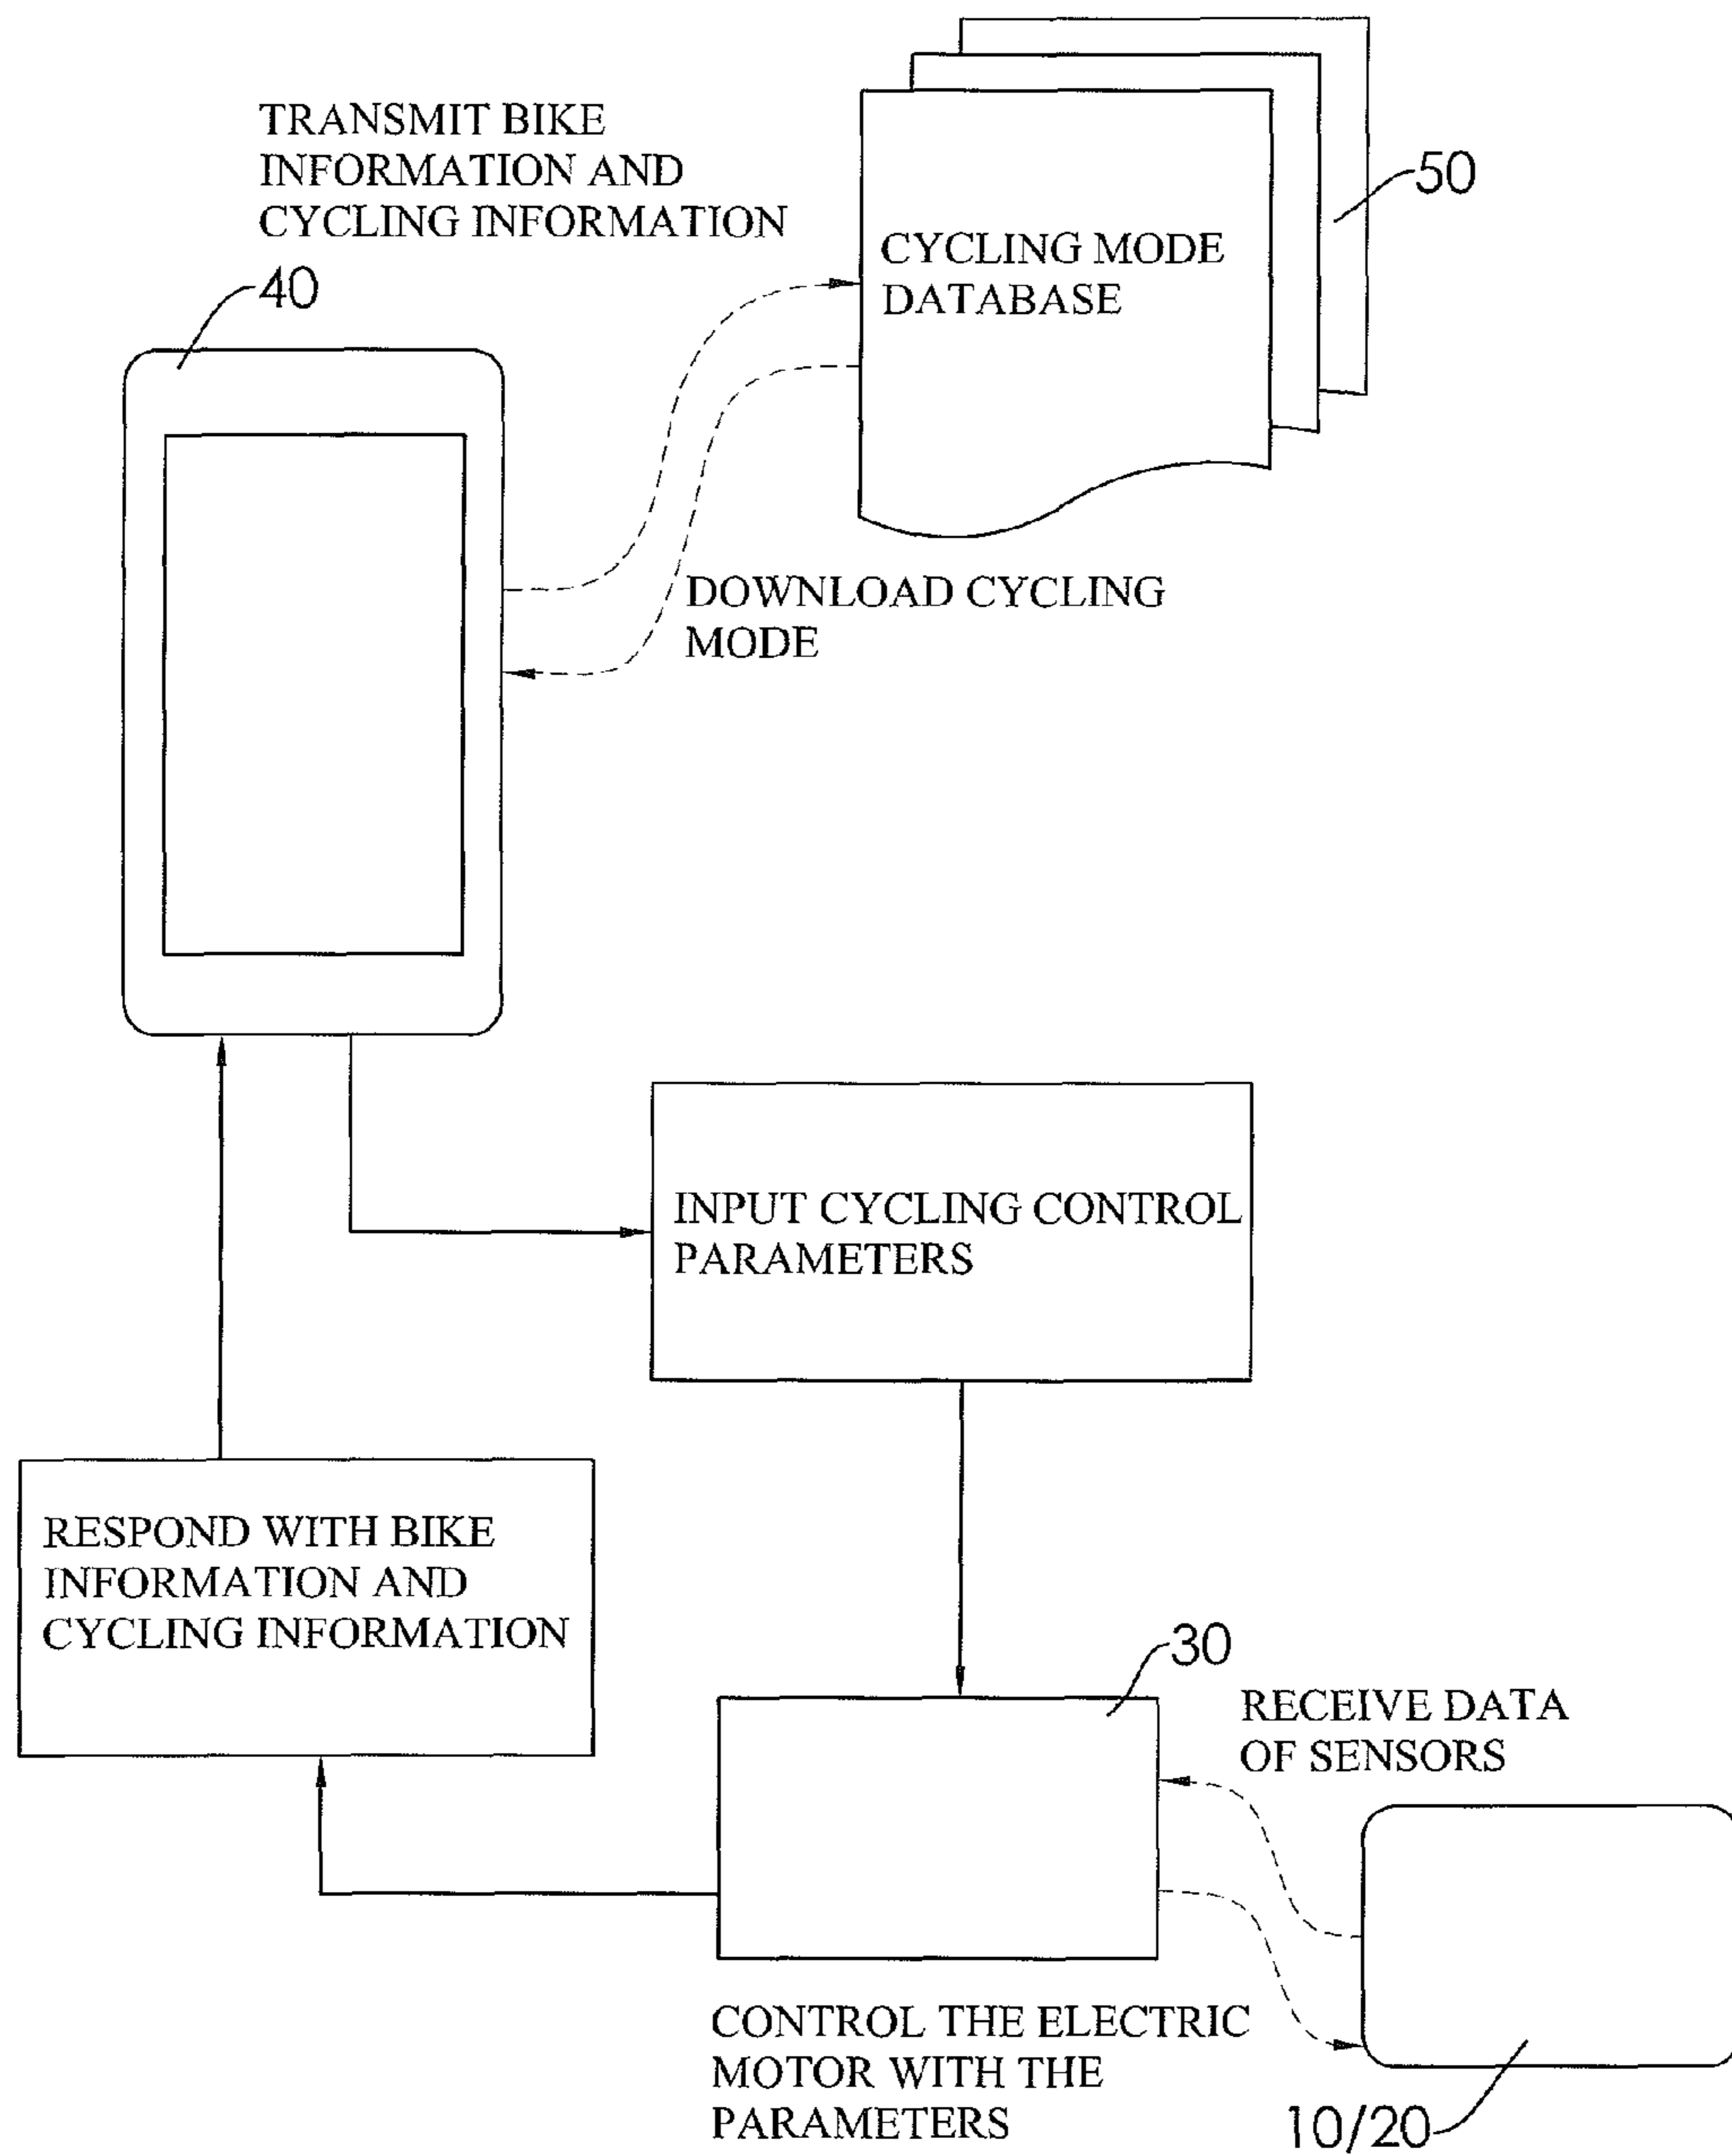 TRANSMIT BIKE
INFORMATION AND
CYCLING INFORMATION
50
CYCLING MODE
DATABASE
40
DOWNLOAD CYCLING
MODE
INPUT CYCLING CONTROL
PARAMETERS
RESPOND WITH BIKE
INFORMATION AND
CYCLING INFORMATION
30
RECEIVE DATA
OF SENSORS
CONTROL THE ELECTRIC
MOTOR WITH THE
PARAMETERS
10/20